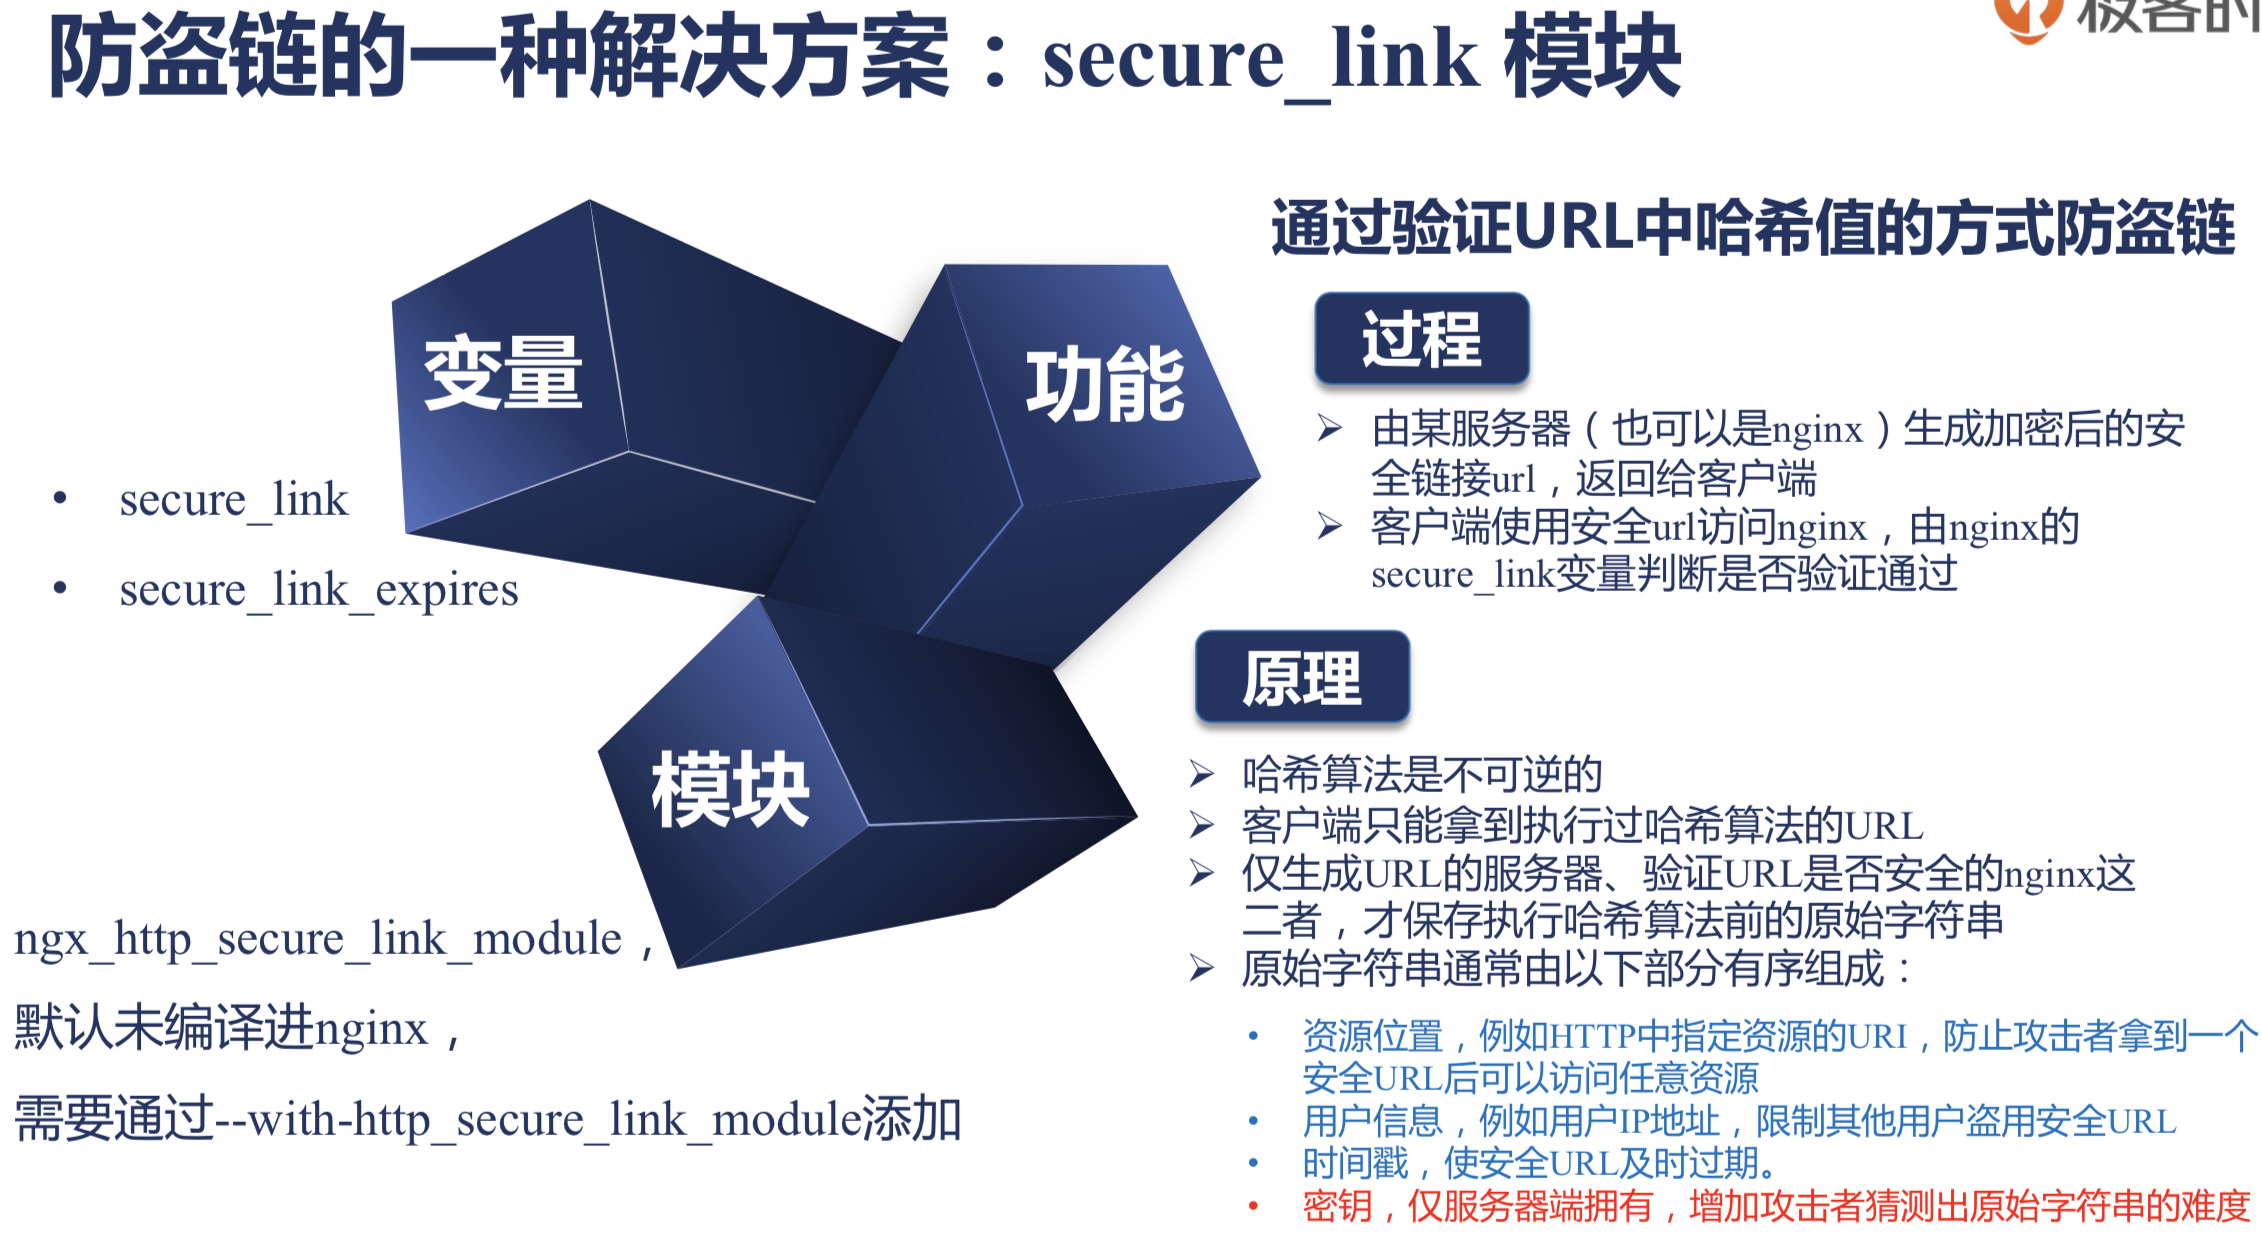 防盗链的一种解决方案：secure_link 模块
极客时
通过验证URL中哈希值的方式防盗链
变量
功能
过程
由某服务器（也可以是nginx）生成加密后的安
全链接url，返回给客户端
客户端使用安全url访问nginx，由nginx的
secure_link变量判断是否验证通过
• secure_link
• secure_link_expires
原理
模块
哈希算法是不可逆的
客户端只能拿到执行过哈希算法的URL
仅生成URL的服务器、验证URL是否安全的nginx这
二者，才保存执行哈希算法前的原始字符串
原始字符串通常由以下部分有序组成：
• 资源位置，例如HTTP中指定资源的URI，防止攻击者拿到一个
安全URL后可以访问任意资源
• 用户信息，例如用户IP地址，限制其他用户盗用安全URL
• 时间戳，使安全URL及时过期。
• 密钥，仅服务器端拥有，增加攻击者猜测出原始字符串的难度
ngx_http_secure_link_module，
默认未编译进nginx，
需要通过--with-http_secure_link_module添加